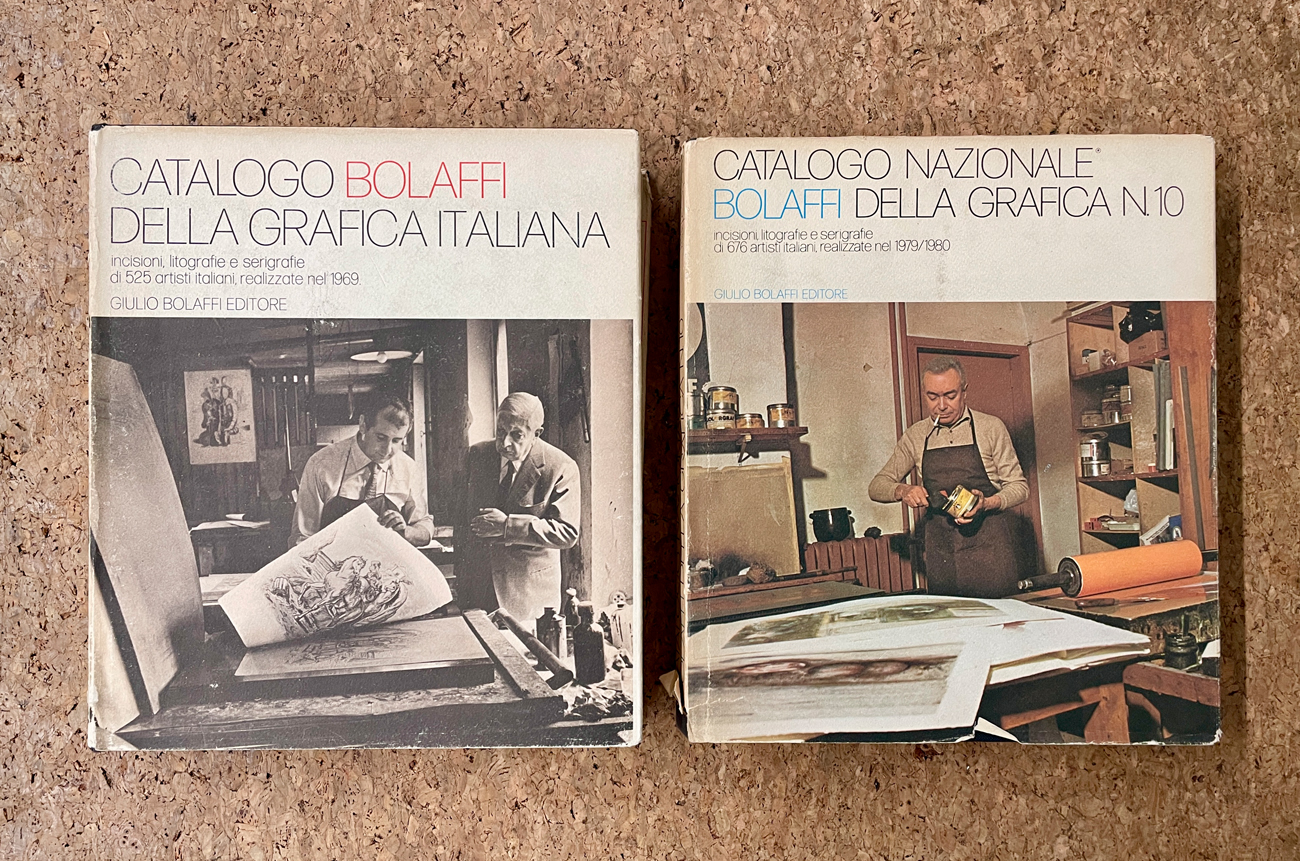 CATALOGO BOLAFFI
DELLA GRAFICA ITALIANA
incisioni, litografie e serigrafie
di 525 artisti italiani, realizzate nel 1969.
GIULIO BOLAFFI EDITORE
CATALOGO NAZIONALE®
BOLAFFI DELLA GRAFICA N.10
incisioni, litografie e serigrafie
di 676 artisti italiani, realizzate nel 1979/1980
GIULIO BOLAFFI EDITORE